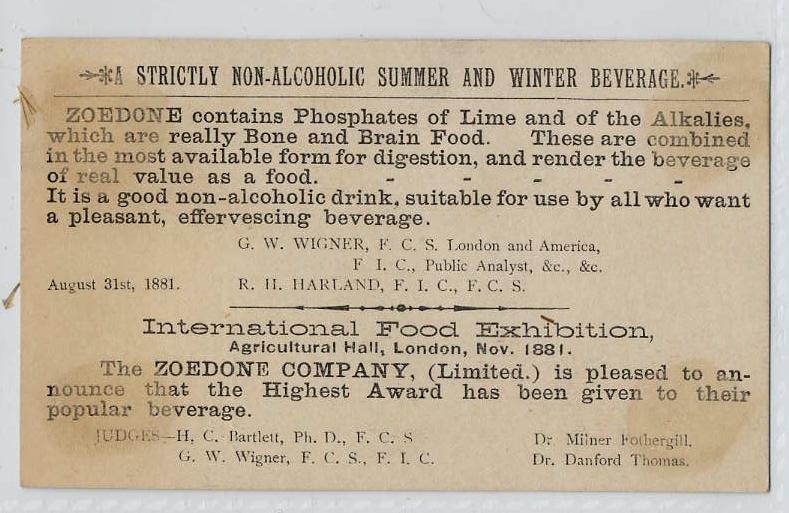 A STRICTLY NON-ALCOHOLIC SUMMER AND WINTER BEVERAGE.
ZOEDONE contains Phosphates of Lime and of the Alkalies,
which are really Bone and Brain Food. These are combined
in the most available form for digestion, and render the beverage
of real value as a food. - - - - -
It is a good non-alcoholic drink, suitable for use by all who want
a pleasant, effervescing beverage.
G. W. WIGNER, F. C. S. London and America,
F I. C., Public Analyst, &c., &c.
August 31st, 1881. R. H. HARLAND, F. I. C., F. C. S.
International Food Exhibition,
Agricultural Hall, London, Nov. 1881.
The ZOEDONE COMPANY, (Limited.) is pleased to an-
nounce that the Highest Award has been given to their
popular beverage.
JUDGES—H, C. Bartlett, Ph. D., F. C. S Dr. Milner Fothergill.
G. W. Wigner, F. C. S., F. I. C. Dr. Danford Thomas.